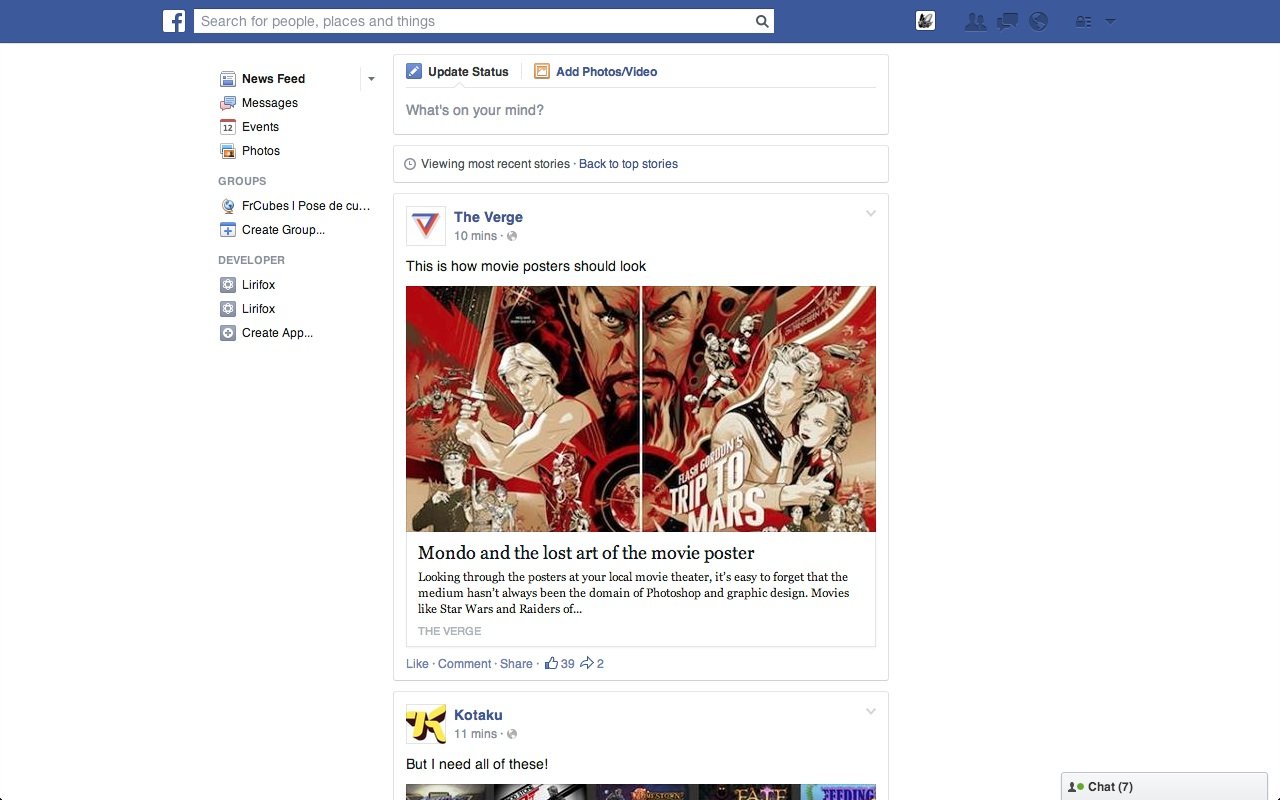 f
Search for people, places and things
News Feed
Messages
12 Events
Photos
GROUPS
FrCubes l Pose de cu...
Create Group...
DEVELOPER
Lirifox
Lirifox
Create App...
Update Status
Add Photos/Video
What's on your mind?
Viewing most recent stories · Back to top stories
The Verge
10 mins ·
This is how movie posters should look
FLASH GORDON'S
TRIP TO
MARS
Mondo and the lost art of the movie poster
Looking through the posters at your local movie theater, it's easy to forget that the
medium hasn't always been the domain of Photoshop and graphic design. Movies
like Star Wars and Raiders of...
THE VERGE
Like · Comment · Share · 39 2
Kotaku
11 mins ·
But I need all of these!
FATE
FEEDING
Chat (7)